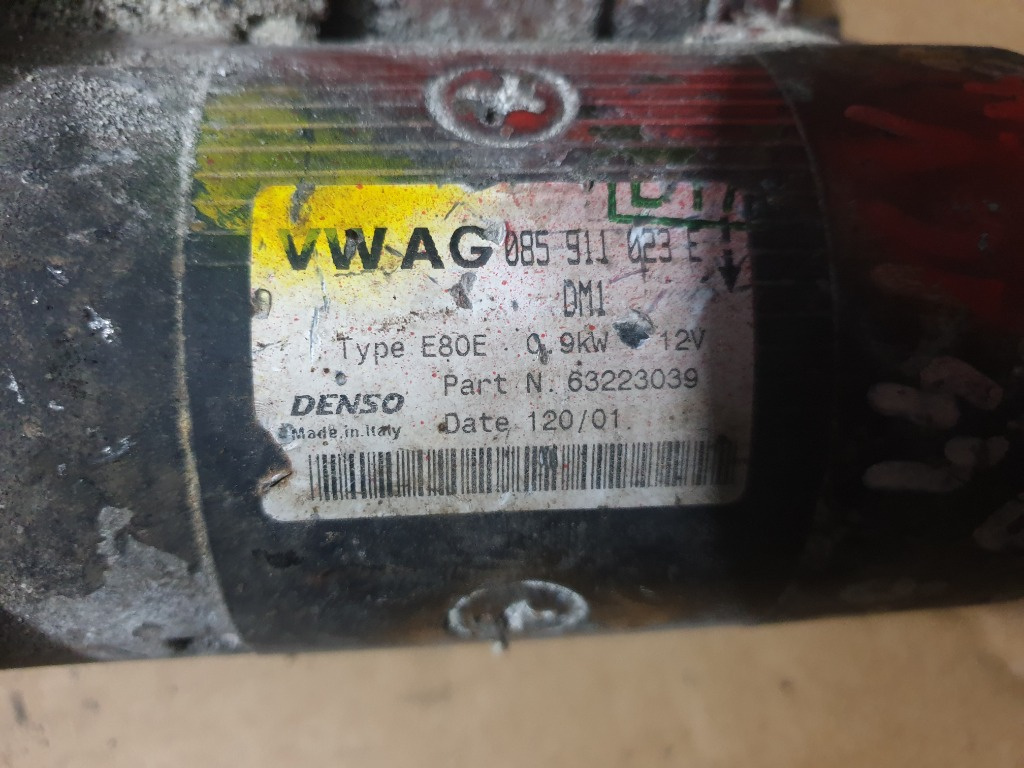 VWAG 085 911 023 E
DM1
Type E80E 0,9kW 12V
Part N. 63223039
DENSO
Made in Italy
Date 120/01